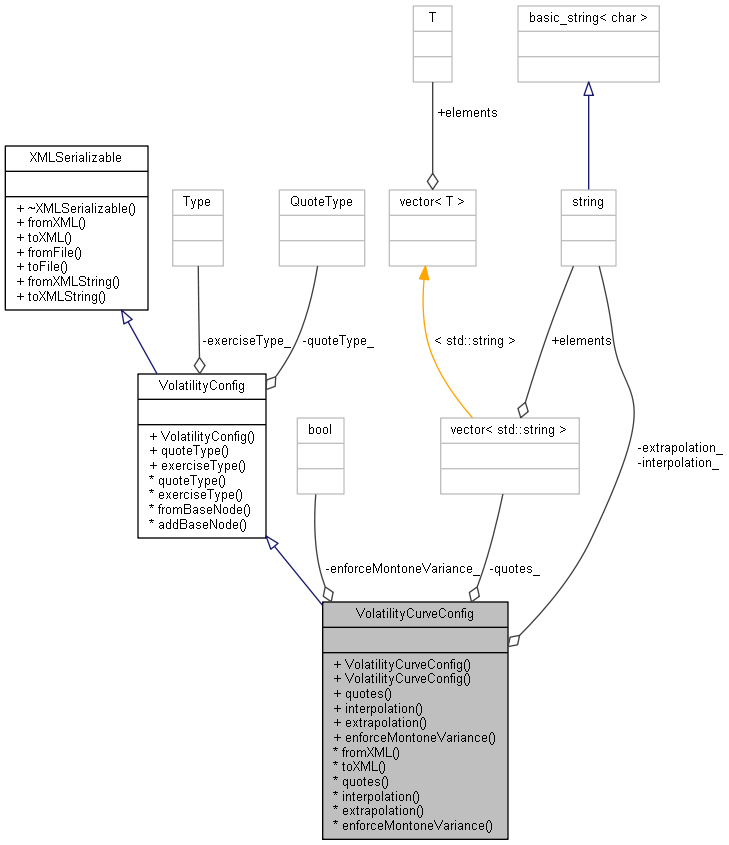 T
basic_string< char >
+elements
XMLSerializable
+ ~XMLSerializable()
+ fromXML()
+ toXML()
+ fromFile()
+ toFile()
+ fromXMLString()
+ toXMLString()
Type
QuoteType
vector< T >
string
-exerciseType_
-quoteType_
< std::string >
+elements
VolatilityConfig
+ VolatilityConfig()
+ quoteType()
+ exerciseType()
* quoteType()
* exerciseType()
* fromBaseNode()
* addBaseNode()
bool
vector< std::string >
-extrapolation_
-interpolation_
-enforceMontoneVariance_
-quotes_
VolatilityCurveConfig
+ VolatilityCurveConfig()
+ VolatilityCurveConfig()
+ quotes()
+ interpolation()
+ extrapolation()
+ enforceMontoneVariance()
* fromXML()
* toXML()
* quotes()
* interpolation()
* extrapolation()
* enforceMontoneVariance()